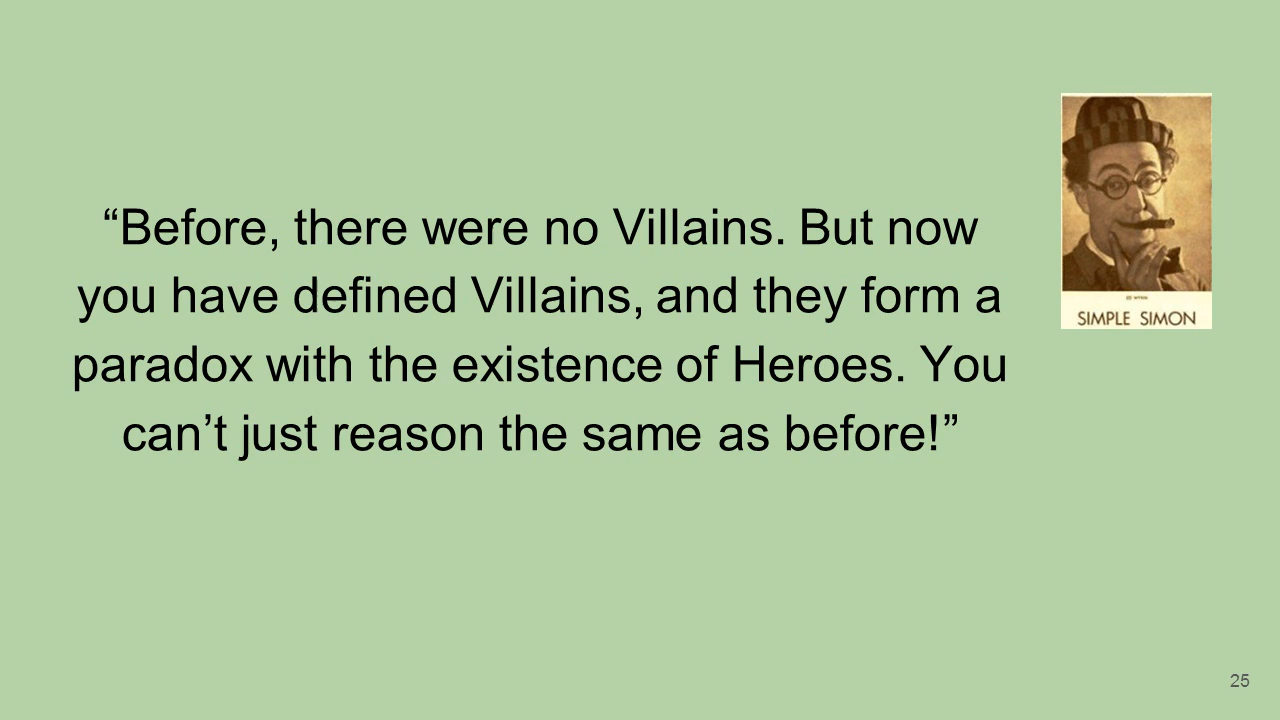 “Before, there were no Villains. But now
you have defined Villains, and they form a
paradox with the existence of Heroes. You
can’t just reason the same as before!”
SIMPLE SIMON
25